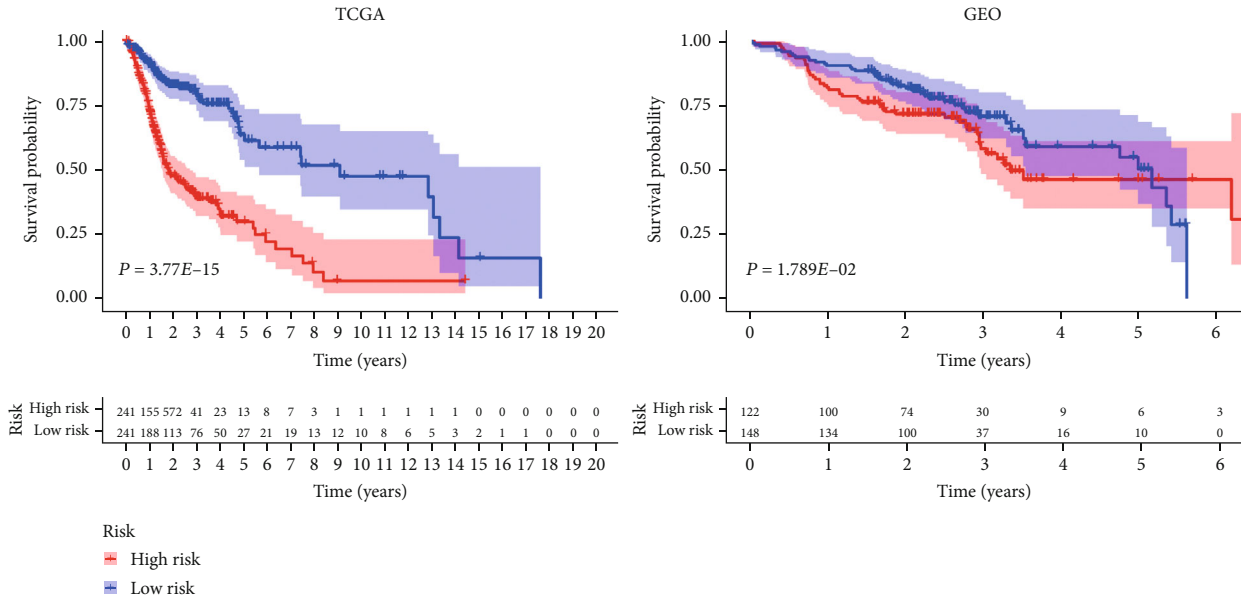 TCGA
1.00
0.75
0.50
0.25
0.00
Survival probability
P = 3.77E–15
0 1 2 3 4 5 6 7 8 9 10 11 12 13 14 15 16 17 18 19 20
Time (years)
Risk
High risk 241 155 572 41 23 13 8 7 3 1 1 1 1 1 1 0 0 0 0 0 0
Low risk 241 188 113 76 50 27 21 19 13 12 10 8 6 5 3 2 1 1 0 0 0
0 1 2 3 4 5 6 7 8 9 10 11 12 13 14 15 16 17 18 19 20
Time (years)
GEO
1.00
0.75
0.50
0.25
0.00
Survival probability
P = 1.789E–02
0 1 2 3 4 5 6
Time (years)
Risk
High risk 122 100 74 30 9 6 3
Low risk 148 134 100 37 16 10 0
0 1 2 3 4 5 6
Time (years)
Risk
High risk
Low risk